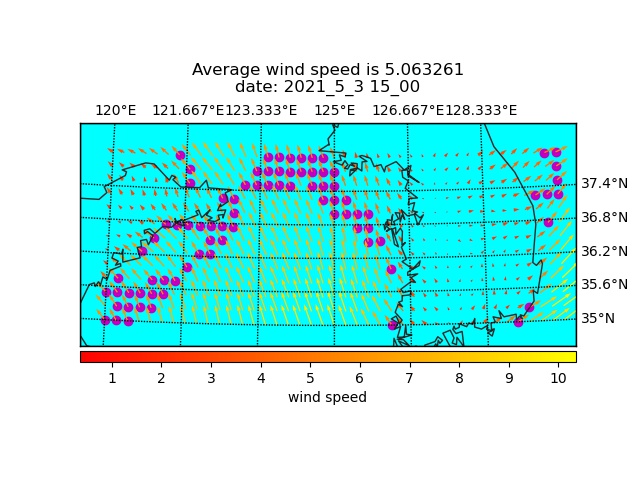 Average wind speed is 5.063261
date: 2021_5_3 15_00
120°E 121.667°E 123.333°E 125°E 126.667°E 128.333°E
37.4°N
36.8°N
36.2°N
35.6°N
35°N
1 2 3 4 5 6 7 8 9 10
wind speed